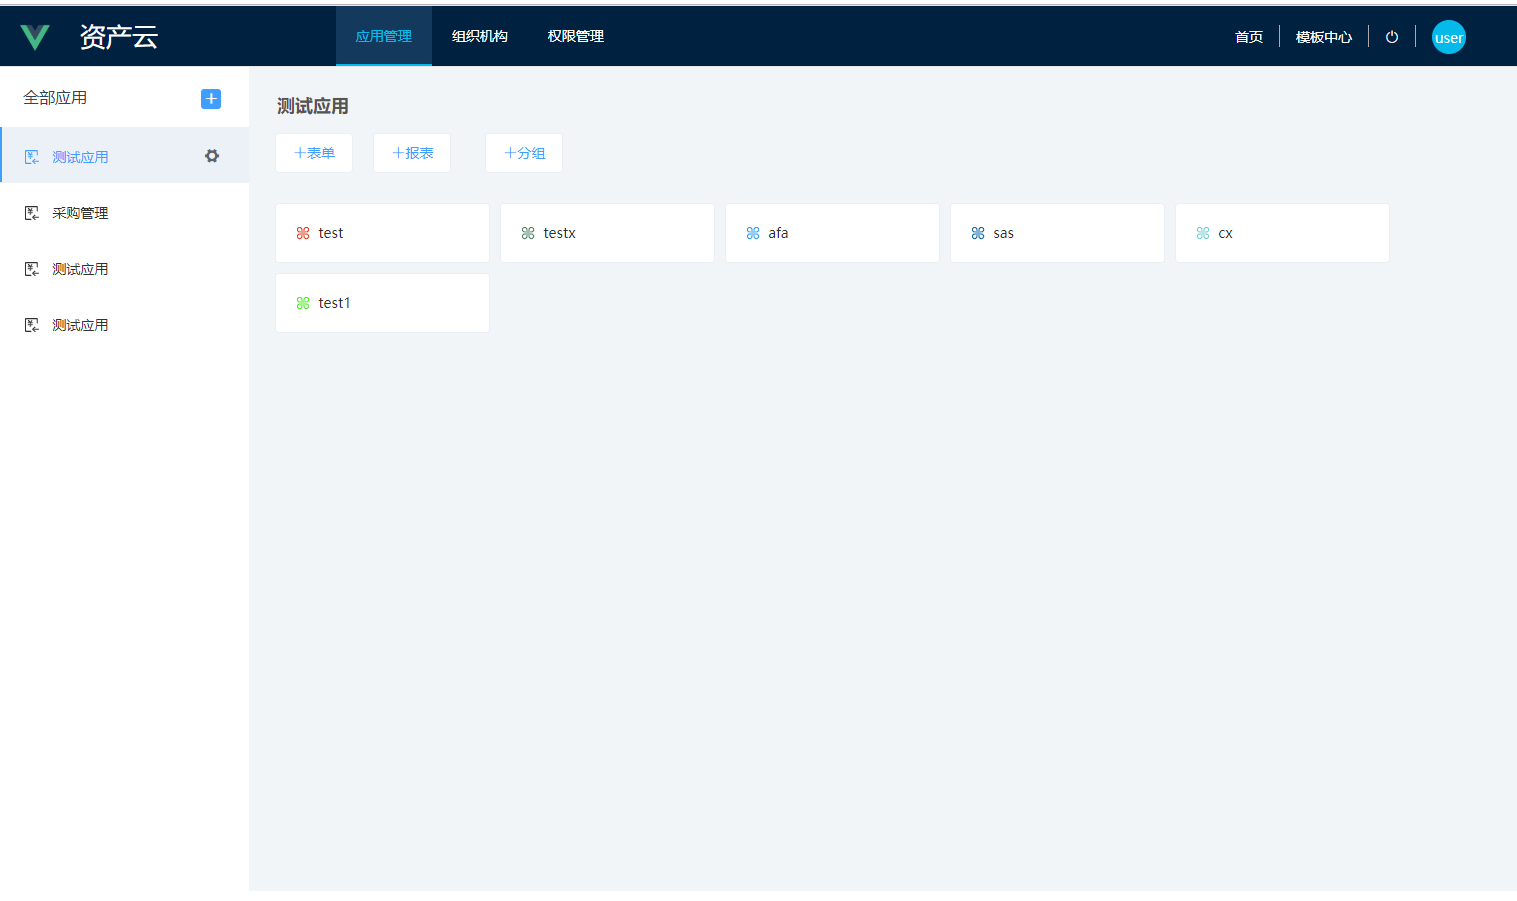 资产云
应用管理 组织机构 权限管理
首页 模板中心 user
全部应用
测试应用
采购管理
测试应用
测试应用
测试应用
+表单 +报表 +分组
test testx afa sas cx
test1